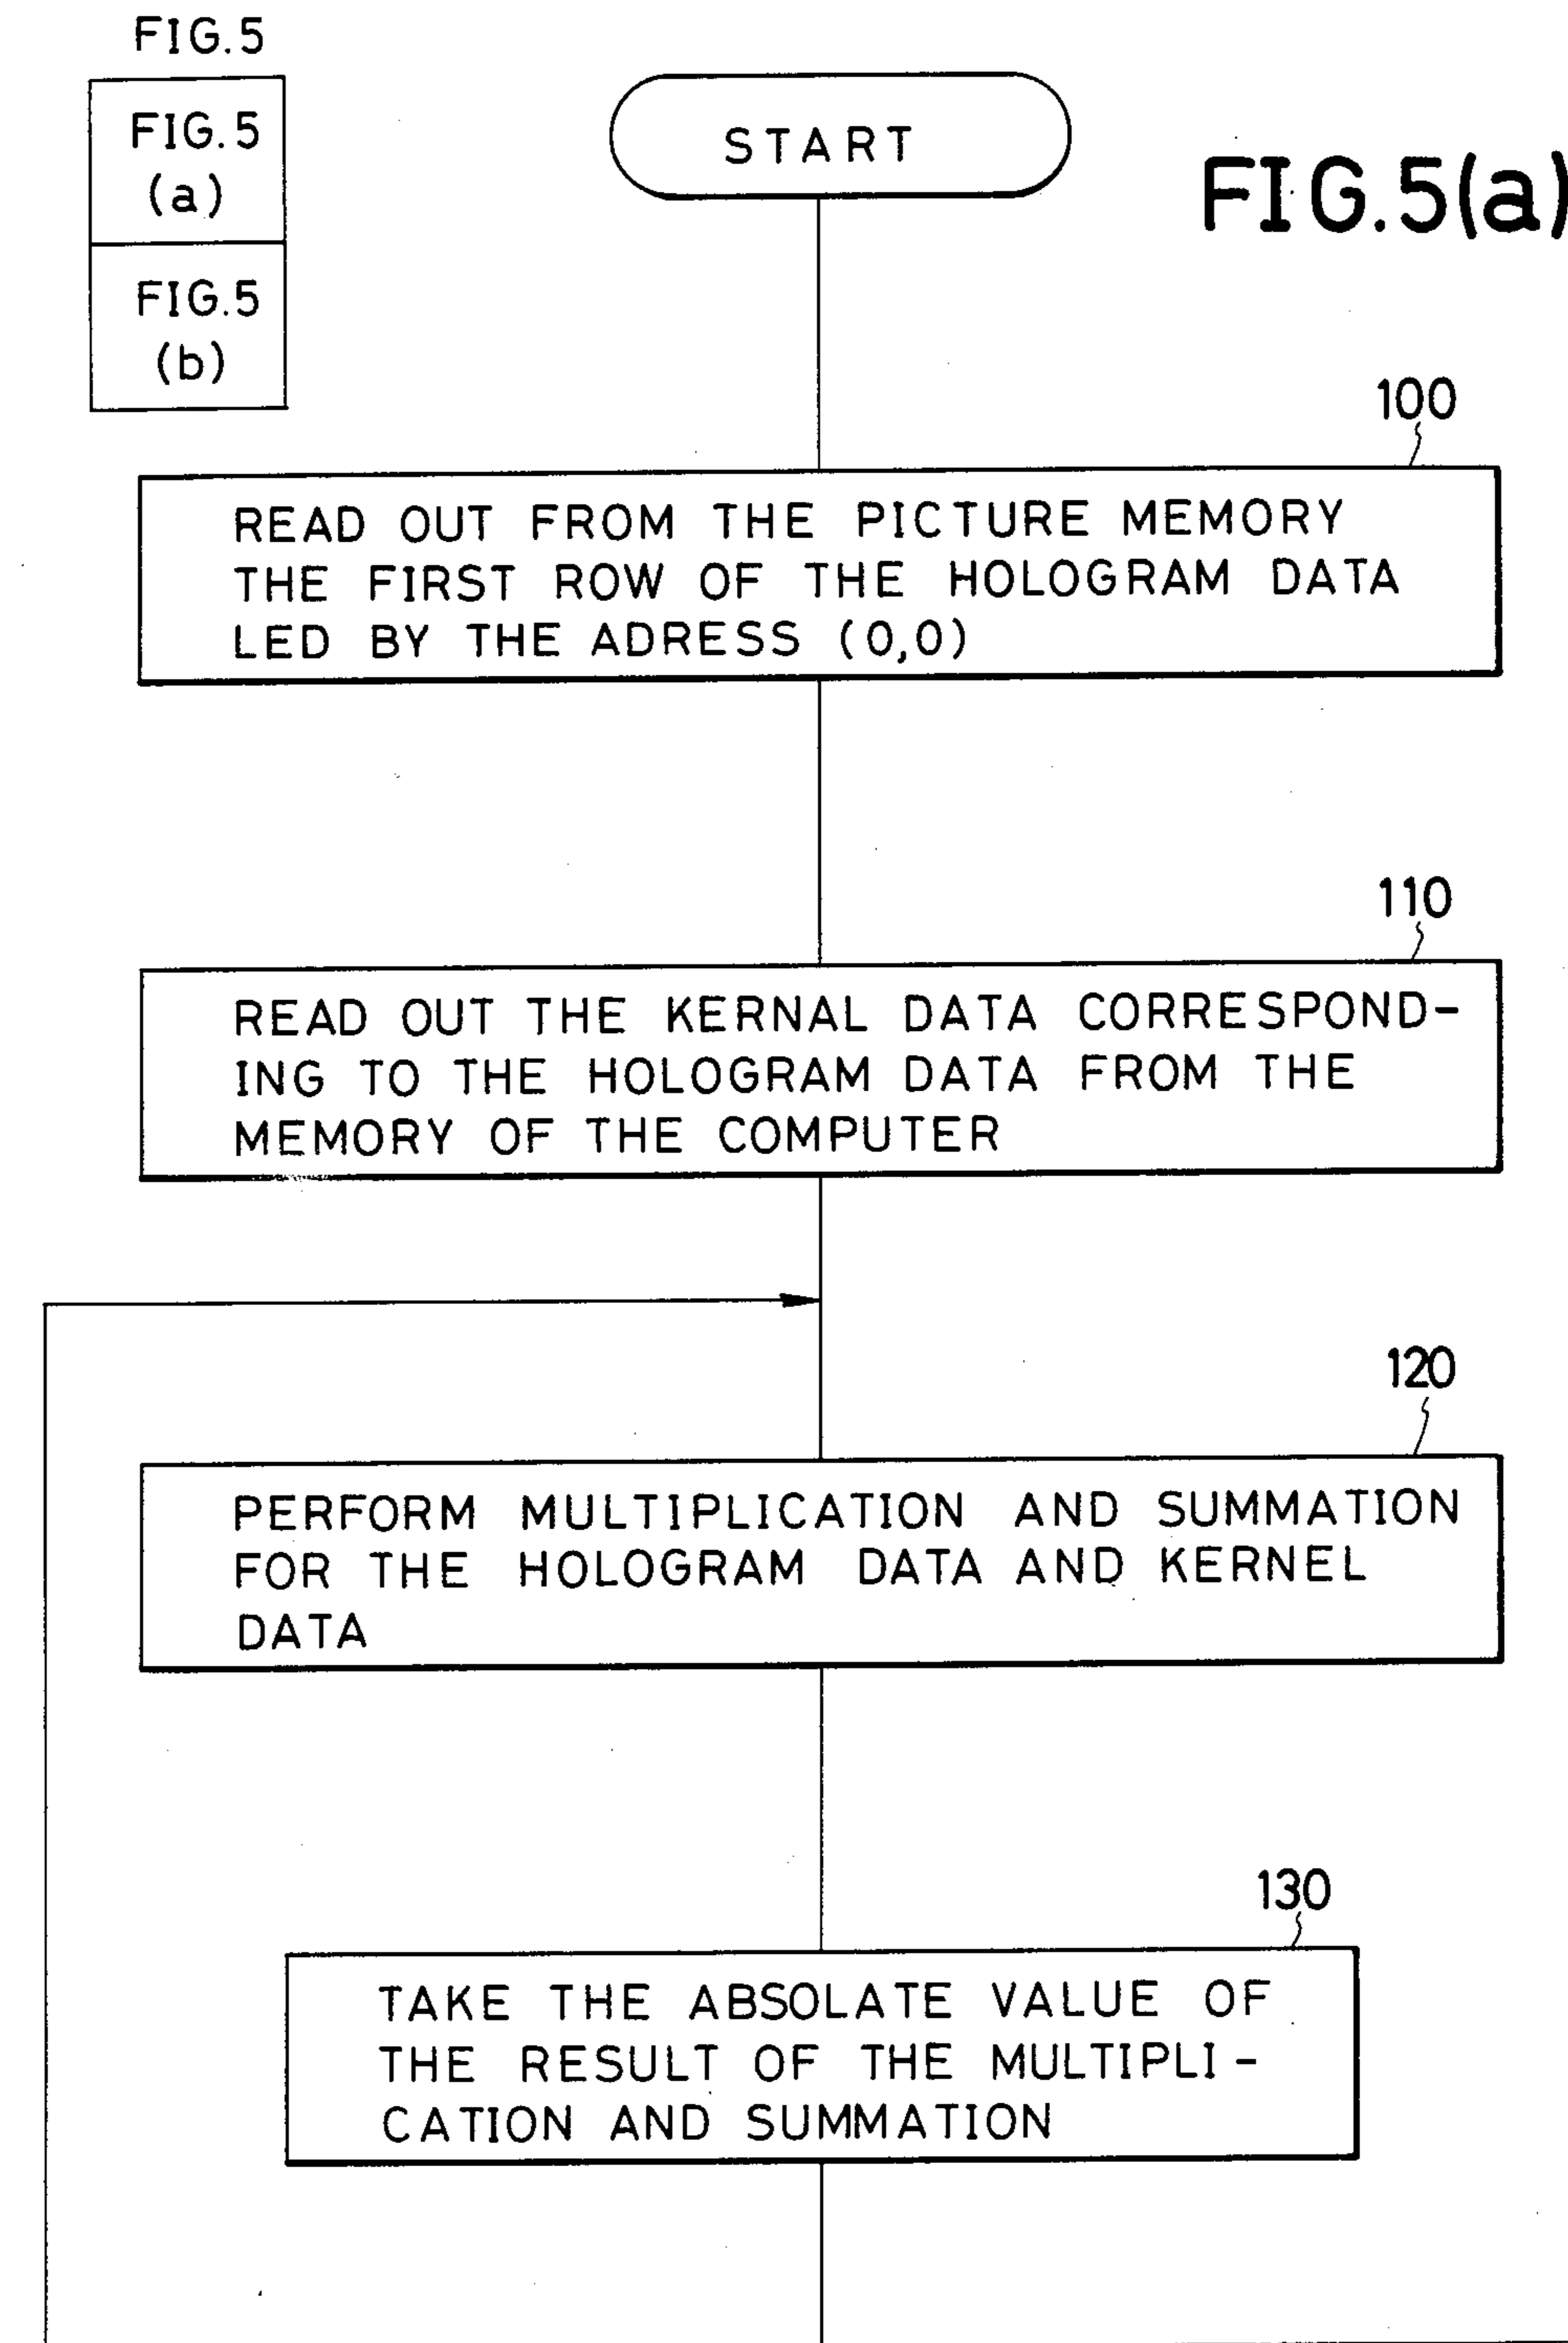 FIG.5
FIG.5
(a)
FIG.5
(b)
START
FIG.5(a)
100
READ OUT FROM THE PICTURE MEMORY
THE FIRST ROW OF THE HOLOGRAM DATA
LED BY THE ADRESS (0,0)
110
READ OUT THE KERNAL DATA CORRESPOND-
ING TO THE HOLOGRAM DATA FROM THE
MEMORY OF THE COMPUTER
120
PERFORM MULTIPLICATION AND SUMMATION
FOR THE HOLOGRAM DATA AND KERNEL
DATA
130
TAKE THE ABSOLATE VALUE OF
THE RESULT OF THE MULTIPLI-
CATION AND SUMMATION